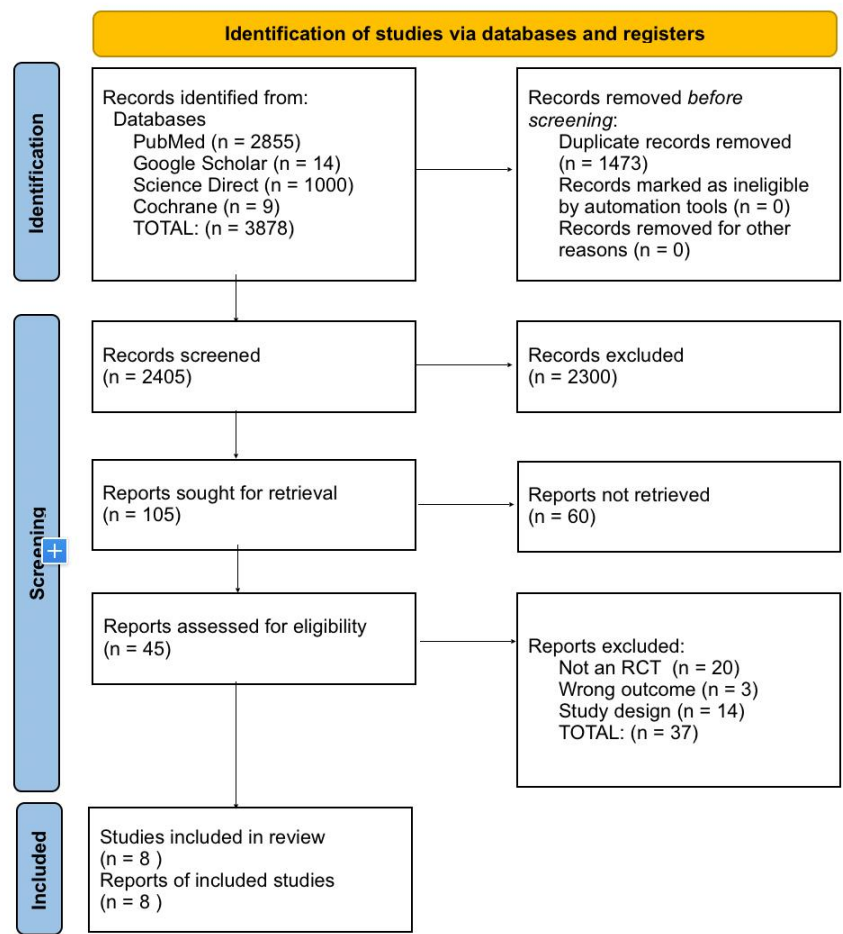 Identification of studies via databases and registers
Identification
Records identified from:
Databases
PubMed (n = 2855)
Google Scholar (n = 14)
Science Direct (n = 1000)
Cochrane (n = 9)
TOTAL: (n = 3878)
Records removed before
screening:
Duplicate records removed
(n = 1473)
Records marked as ineligible
by automation tools (n = 0)
Records removed for other
reasons (n = 0)
Screening
Records screened
(n = 2405)
Records excluded
(n = 2300)
Reports sought for retrieval
(n = 105)
Reports not retrieved
(n = 60)
Reports assessed for eligibility
(n = 45)
Reports excluded:
Not an RCT (n = 20)
Wrong outcome (n = 3)
Study design (n = 14)
TOTAL: (n = 37)
Included
Studies included in review
(n = 8 )
Reports of included studies
(n = 8 )